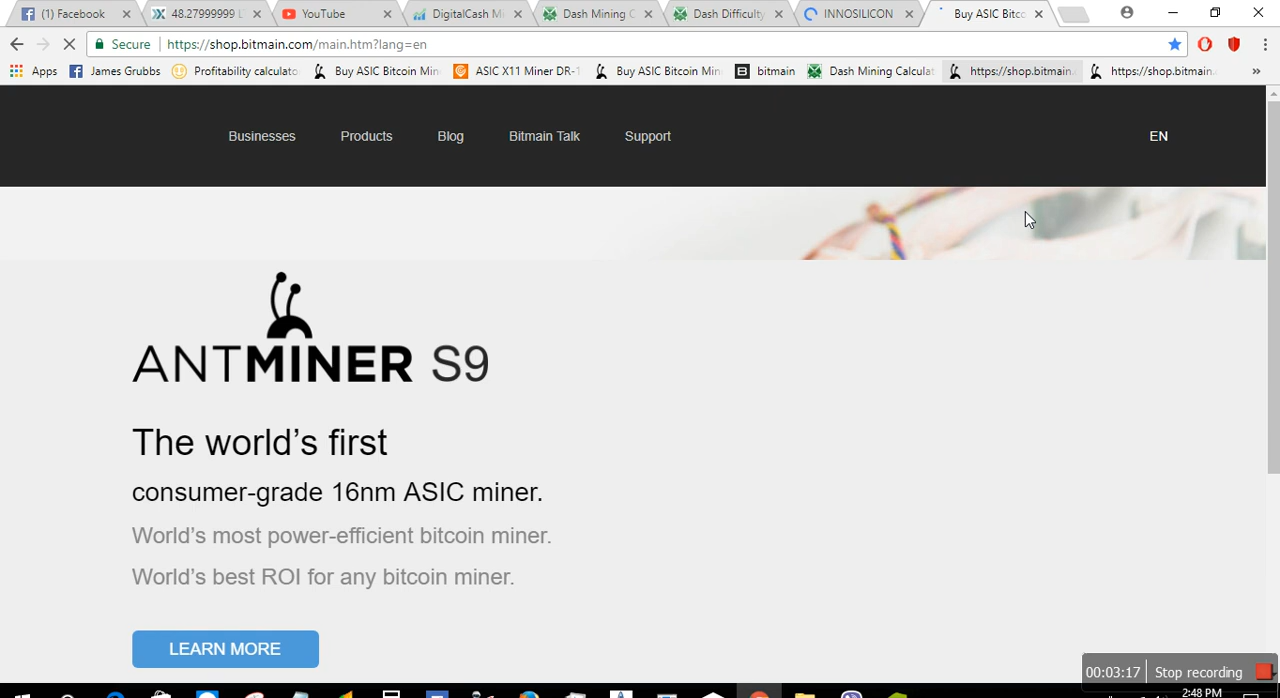 (1) Facebook
48.27999999 L
YouTube
DigitalCash Mi
Dash Mining C
Dash Difficulty
INNOSILICON
Buy ASIC Bitco
Secure
https://shop.bitmain.com/main.htm?lang=en
Apps
James Grubbs
Profitability calculato
Buy ASIC Bitcoin Min
ASIC X11 Miner DR-1
Buy ASIC Bitcoin Min
bitmain
Dash Mining Calculat
https://shop.bitmain.
https://shop.bitmain.
»
Businesses
Products
Blog
Bitmain Talk
Support
EN
ANTMINER S9
The world's first
consumer-grade 16nm ASIC miner.
World's most power-efficient bitcoin miner.
World's best ROI for any bitcoin miner.
LEARN MORE
00:03:17
Stop recording
2:48 PM